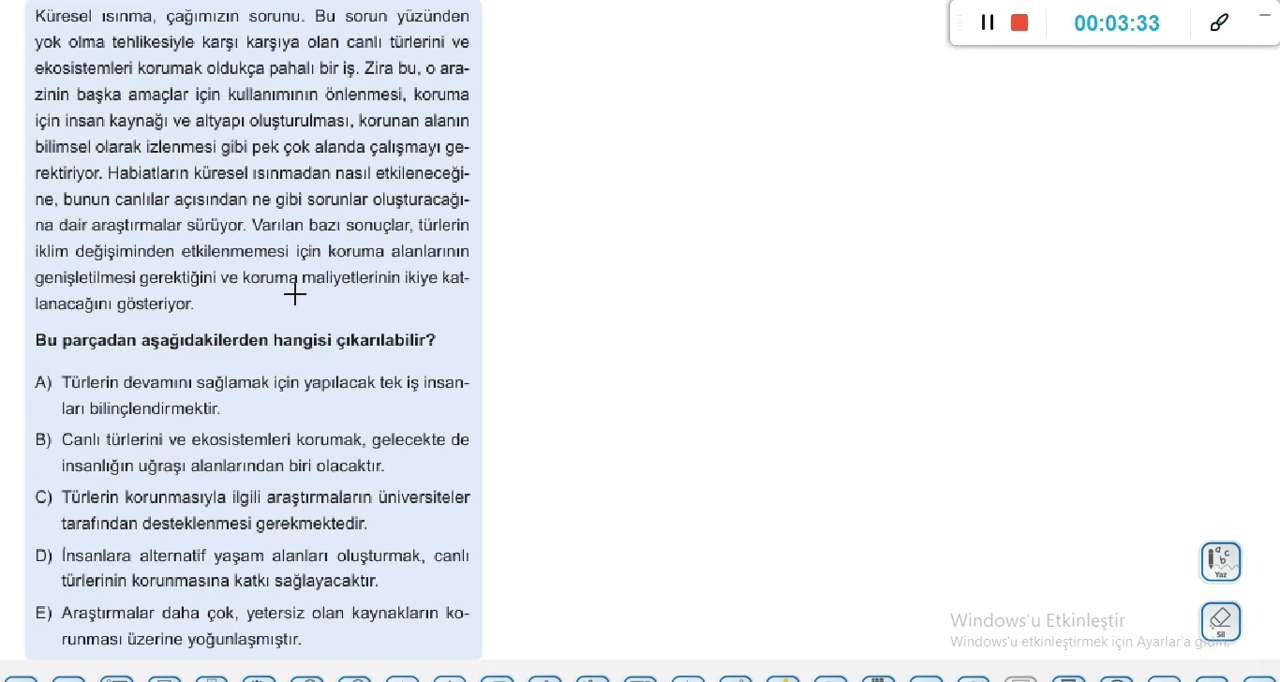 Küresel ısınma, çağımızın sorunu. Bu sorun yüzünden
yok olma tehlikesiyle karşı karşıya olan canlı türlerini ve
ekosistemleri korumak oldukça pahalı bir iş. Zira bu, o ara-
zinin başka amaçlar için kullanımının önlenmesi, koruma
için insan kaynağı ve altyapı oluşturulması, korunan alanın
bilimsel olarak izlenmesi gibi pek çok alanda çalışmayı ge-
rektiriyor. Habiatların küresel ısınmadan nasıl etkileneceği-
ne, bunun canlılar açısından ne gibi sorunlar oluşturacağı-
na dair araştırmalar sürüyor. Varılan bazı sonuçlar, türlerin
iklim değişiminden etkilenmemesi için koruma alanlarının
genişletilmesi gerektiğini ve koruma maliyetlerinin ikiye kat-
lanacağını gösteriyor.
Bu parçadan aşağıdakilerden hangisi çıkarılabilir?
A) Türlerin devamını sağlamak için yapılacak tek iş insan-
ları bilinçlendirmektir.
B) Canlı türlerini ve ekosistemleri korumak, gelecekte de
insanlığın uğraşı alanlarından biri olacaktır.
C) Türlerin korunmasıyla ilgili araştırmaların üniversiteler
tarafından desteklenmesi gerekmektedir.
D) İnsanlara alternatif yaşam alanları oluşturmak, canlı
türlerinin korunmasına katkı sağlayacaktır.
E) Araştırmalar daha çok, yetersiz olan kaynakların ko-
runması üzerine yoğunlaşmıştır.
00:03:33
a c
b
Yaz
Sil
Windows'u Etkinleştir
Windows'u etkinleştirmek için Ayarlar'a gidin.